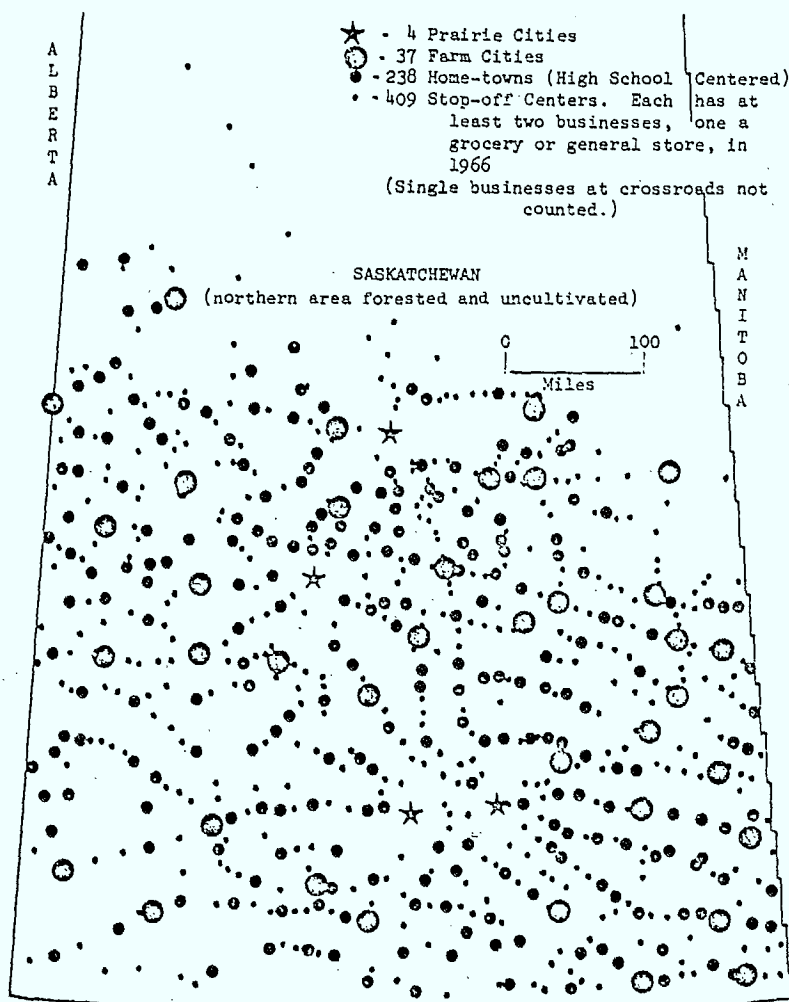 - 4 Prairie Cities
- 37 Farm Cities
- 238 Home-towns (High School Centered)
- 409 Stop-off Centers. Each has at
least two businesses, one a
grocery or general store, in
1966
(Single businesses at crossroads not
counted.)
ALBERTA
MANITOBA
SASKATCHEWAN
(northern area forested and uncultivated)
0 100
Miles